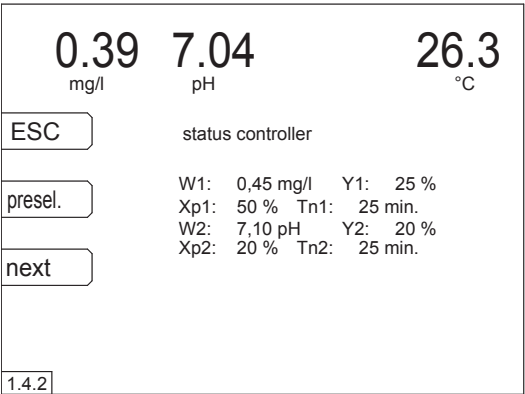 0.39 7.04 26.3
mg/l pH °C
ESC
status controller
W1: 0,45 mg/l Y1: 25 %
presel.
Xp1: 50 % Tn1: 25 min.
W2: 7,10 pH Y2: 20 %
Xp2: 20 % Tn2: 25 min.
next
1.4.2